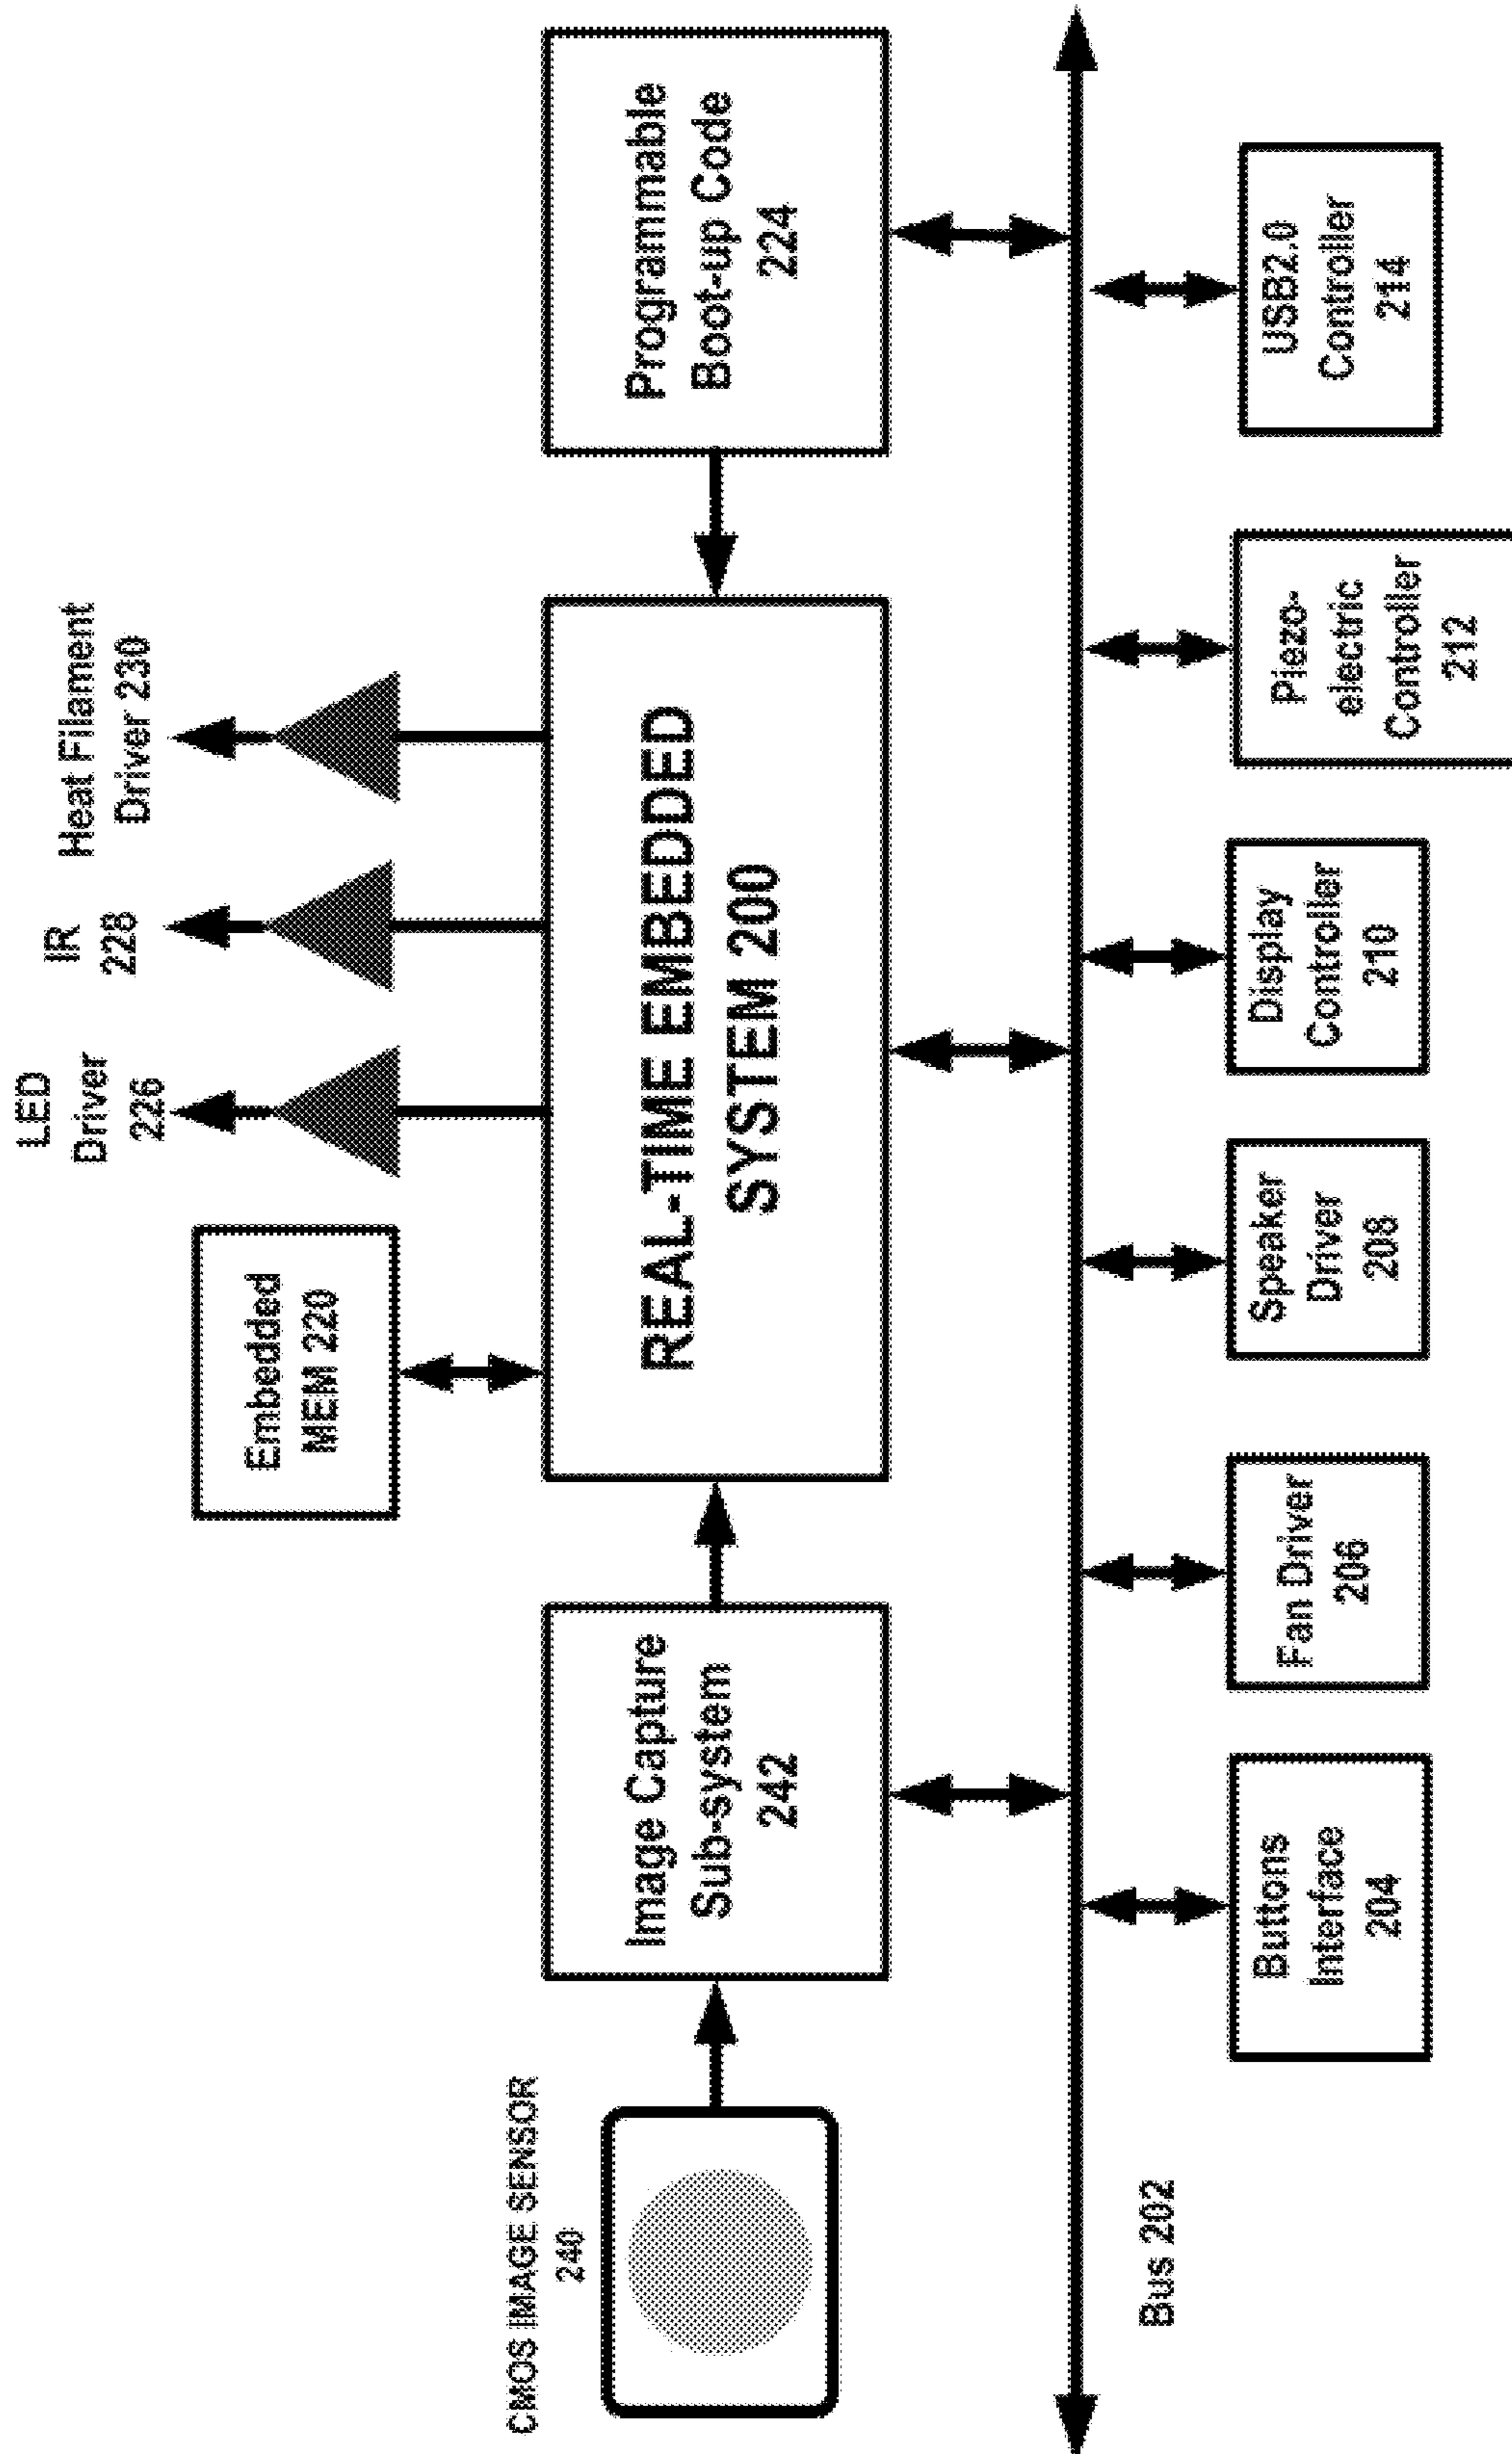 LED
Driver
226
IR
228
Heat Filament
Driver 230
Embedded
MEM 220
CMOS IMAGE SENSOR
240
Image Capture
Sub-system
242
REAL-TIME EMBEDDED
SYSTEM 200
Programmable
Boot-up Code
224
Bus 202
Buttons
Interface
204
Fan Driver
206
Speaker
Driver
208
Display
Controller
210
Piezo-
electric
Controller
212
USB2.0
Controller
214